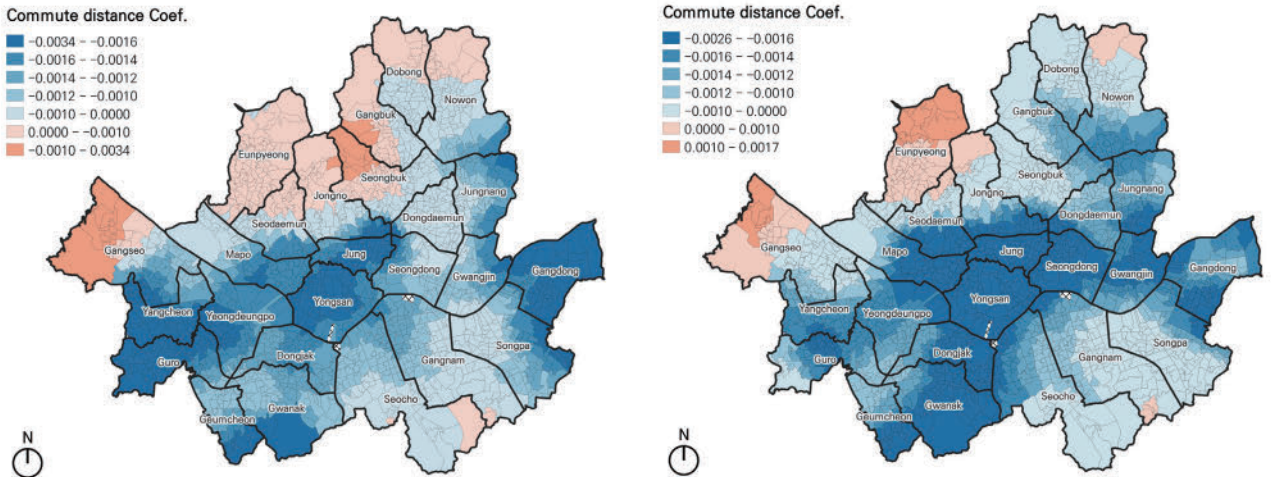 Commute distance Coef.
−0.0034 – −0.0016
−0.0016 – −0.0014
−0.0014 – −0.0012
−0.0012 – −0.0010
−0.0010 – 0.0000
0.0000 – −0.0010
−0.0010 – 0.0034
Dobong
Nowon
Gangbuk
Eunpyeong
Seongbuk
Jongno
Jungnang
Seodaemun
Dongdaemun
Gangseo
Mapo
Jung
Seongdong
Gwangjin
Gangdong
Yangcheon
Yeongdeungpo
Yongsan
Songpa
Guro
Dongjak
Gangnam
Geumcheon
Gwanak
Seocho
N
Commute distance Coef.
−0.0026 – −0.0016
−0.0016 – −0.0014
−0.0014 – −0.0012
−0.0012 – −0.0010
−0.0010 – 0.0000
0.0000 – 0.0010
0.0010 – 0.0017
Dobong
Nowon
Gangbuk
Eunpyeong
Seongbuk
Jongno
Jungnang
Seodaemun
Dongdaemun
Gangseo
Mapo
Jung
Seongdong
Gwangjin
Gangdong
Yangcheon
Yeongdeungpo
Yongsan
Songpa
Guro
Dongjak
Gangnam
Geumcheon
Gwanak
Seocho
N